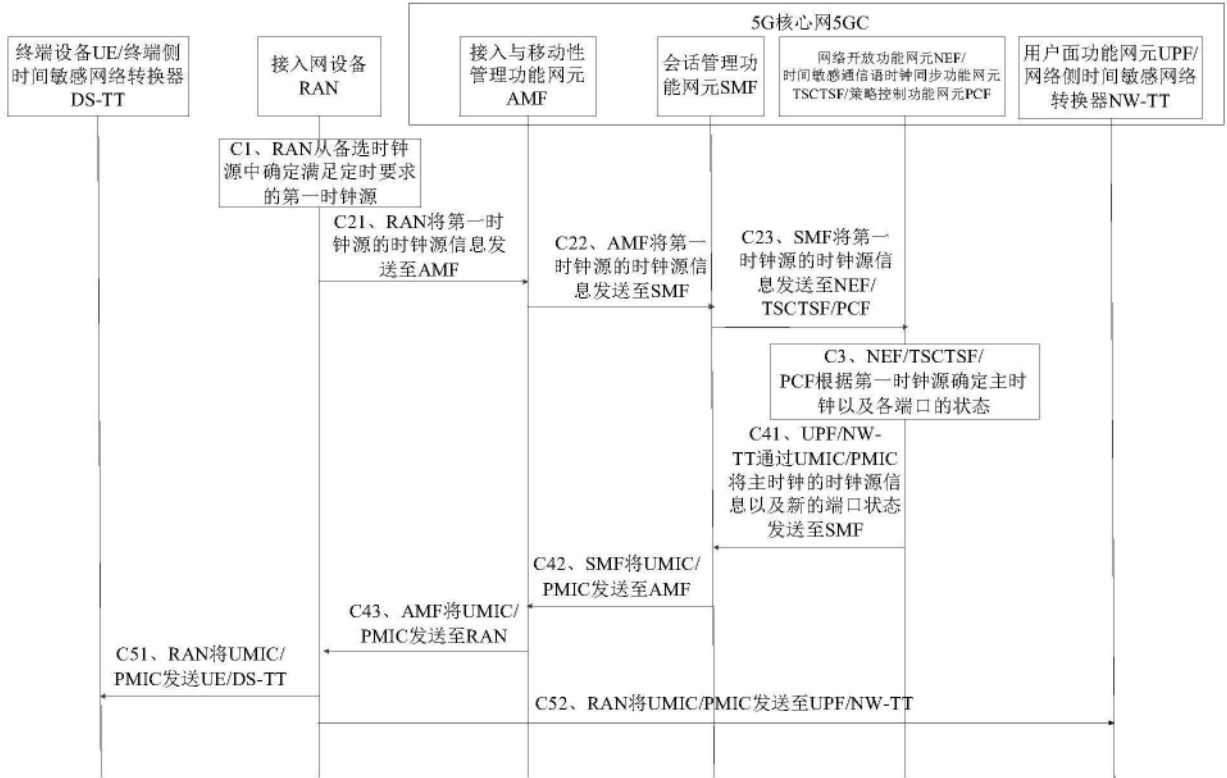 5G核心网5GC
终端设备UE/终端侧
时间敏感网络转换器
DS-TT
接入网设备
RAN
接入与移动性
管理功能网元
AMF
会话管理功
能网元SMF
网络开放功能网元NEF/
时间敏感通信语时钟同步功能网元
TSCTSF/策略控制功能网元PCF
用户面功能网元UPF/
网络侧时间敏感网络
转换器NW-TT
C1、RAN从备选时钟
源中确定满足定时要求
的第一时钟源
C21、RAN将第一时
钟源的时钟源信息发
送至AMF
C22、AMF将第一
时钟源的时钟源信
息发送至SMF
C23、SMF将第一
时钟源的时钟源信
息发送至NEF/
TSCTSF/PCF
C3、NEF/TSCTSF/
PCF根据第一时钟源确定主时
钟以及各端口的状态
C41、UPF/NW-
TT通过UMIC/PMIC
将主时钟的时钟源信
息以及新的端口状态
发送至SMF
C42、SMF将UMIC/
PMIC发送至AMF
C43、AMF将UMIC/
PMIC发送至RAN
C51、RAN将UMIC/
PMIC发送UE/DS-TT
C52、RAN将UMIC/PMIC发送至UPF/NW-TT